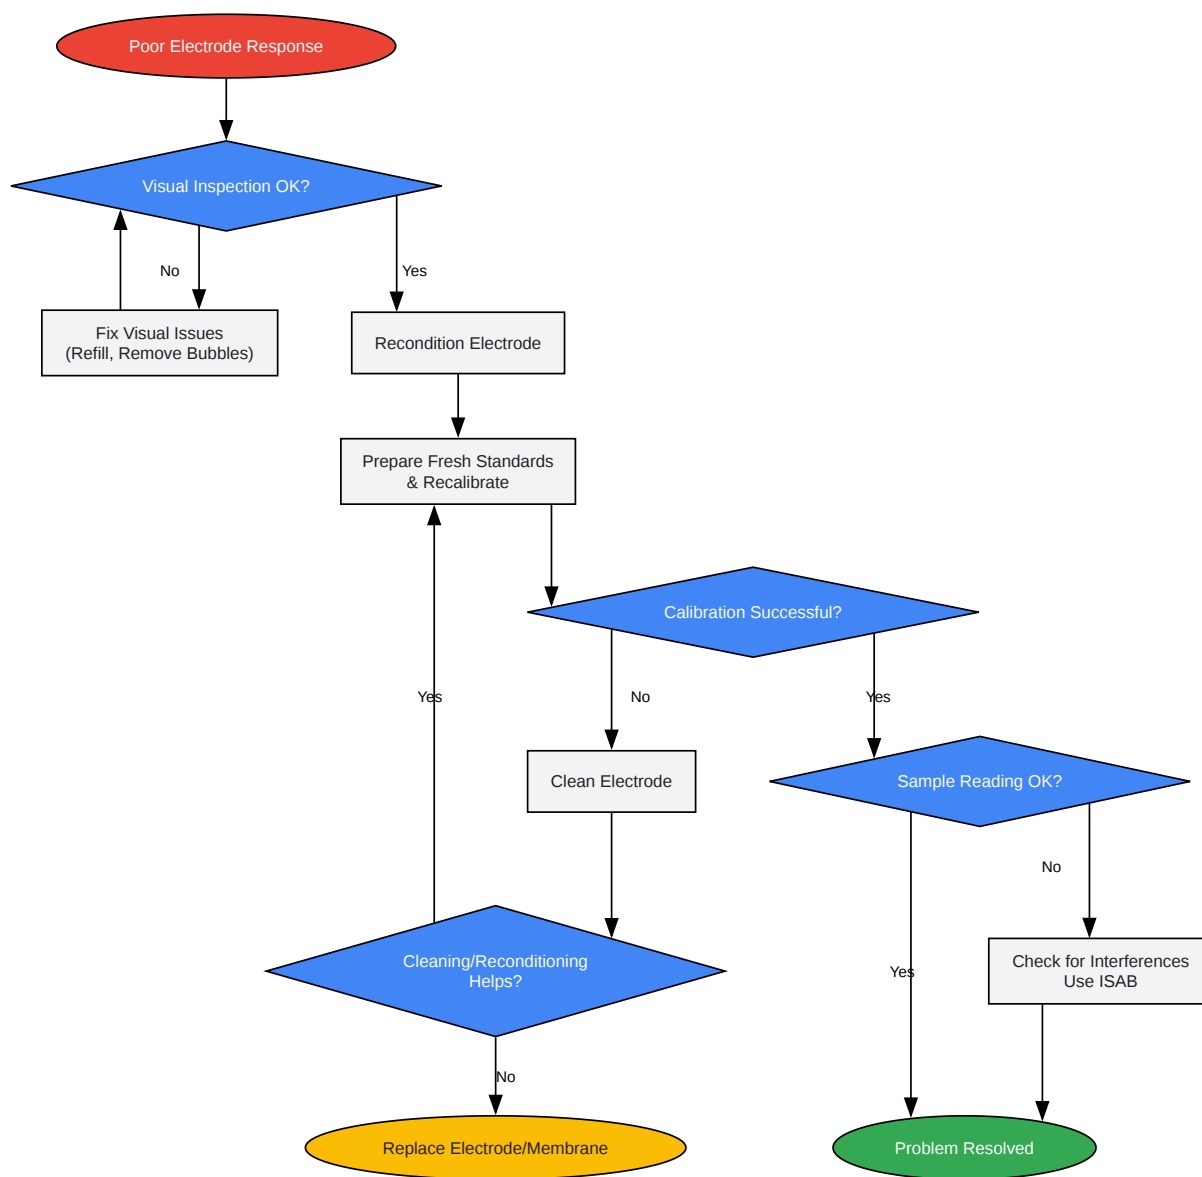 Poor Electrode Response
Visual Inspection OK?
No
Yes
Fix Visual Issues
(Refill, Remove Bubbles)
Recondition Electrode
Prepare Fresh Standards
& Recalibrate
Calibration Successful?
Yes
No
Yes
Clean Electrode
Sample Reading OK?
No
Cleaning/Reconditioning
Helps?
Yes
Check for Interferences
Use ISAB
No
Replace Electrode/Membrane
Problem Resolved